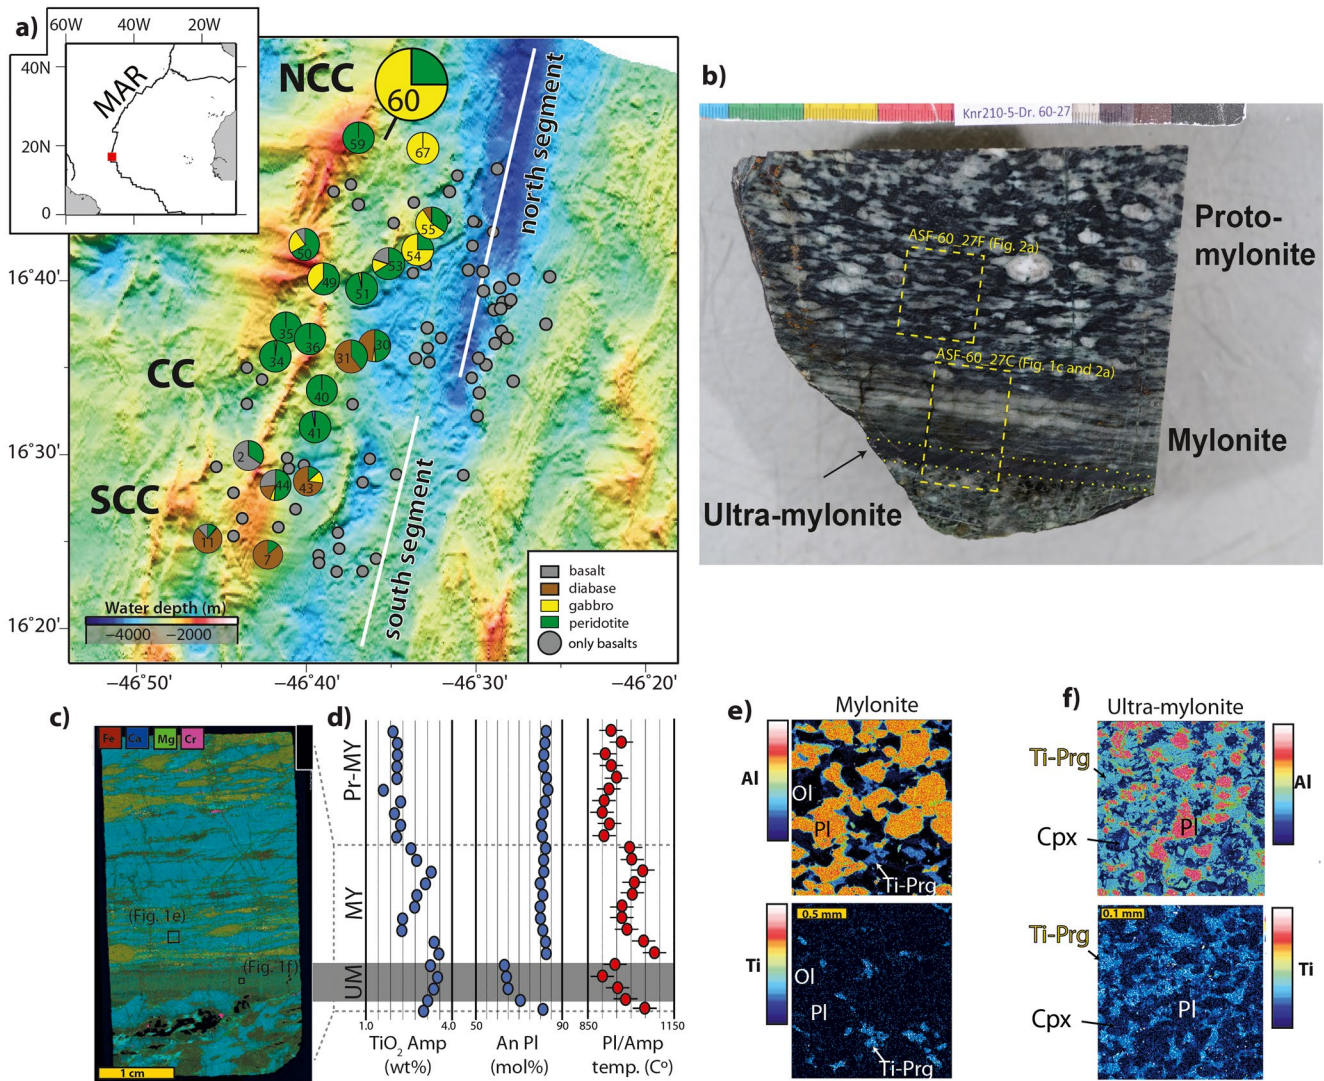 a)
60W
40W
20W
40N
20N
0
MAR
NCC
60
59
67
north segment
55
54
50
53
49
51
16°40'
35
36
34
31
30
CC
40
41
16°30'
2
44
43
SCC
11
7
south segment
basalt
diabase
gabbro
peridotite
only basalts
Water depth (m)
−4000
−2000
16°20'
−46°50'
−46°40'
−46°30'
−46°20'
b)
Knr210-5-Dr. 60-27
Proto-
mylonite
ASF-60_27F (Fig. 2a)
ASF-60_27C (Fig. 1c and 2a)
Mylonite
Ultra-mylonite
c)
Fe
Ca
Mg
Cr
(Fig. 1e)
(Fig. 1f)
1 cm
d)
Pr-MY
MY
UM
1.0
4.0
50
90
850
1150
TiO2 Amp
(wt%)
An Pl
(mol%)
Pl/Amp
temp. (Cº)
e)
Mylonite
Al
Ol
Pl
Ti-Prg
0.5 mm
Ti
Ol
Pl
Ti-Prg
f)
Ultra-mylonite
Ti-Prg
Cpx
Pl
Al
0.1 mm
Ti-Prg
Cpx
Pl
Ti